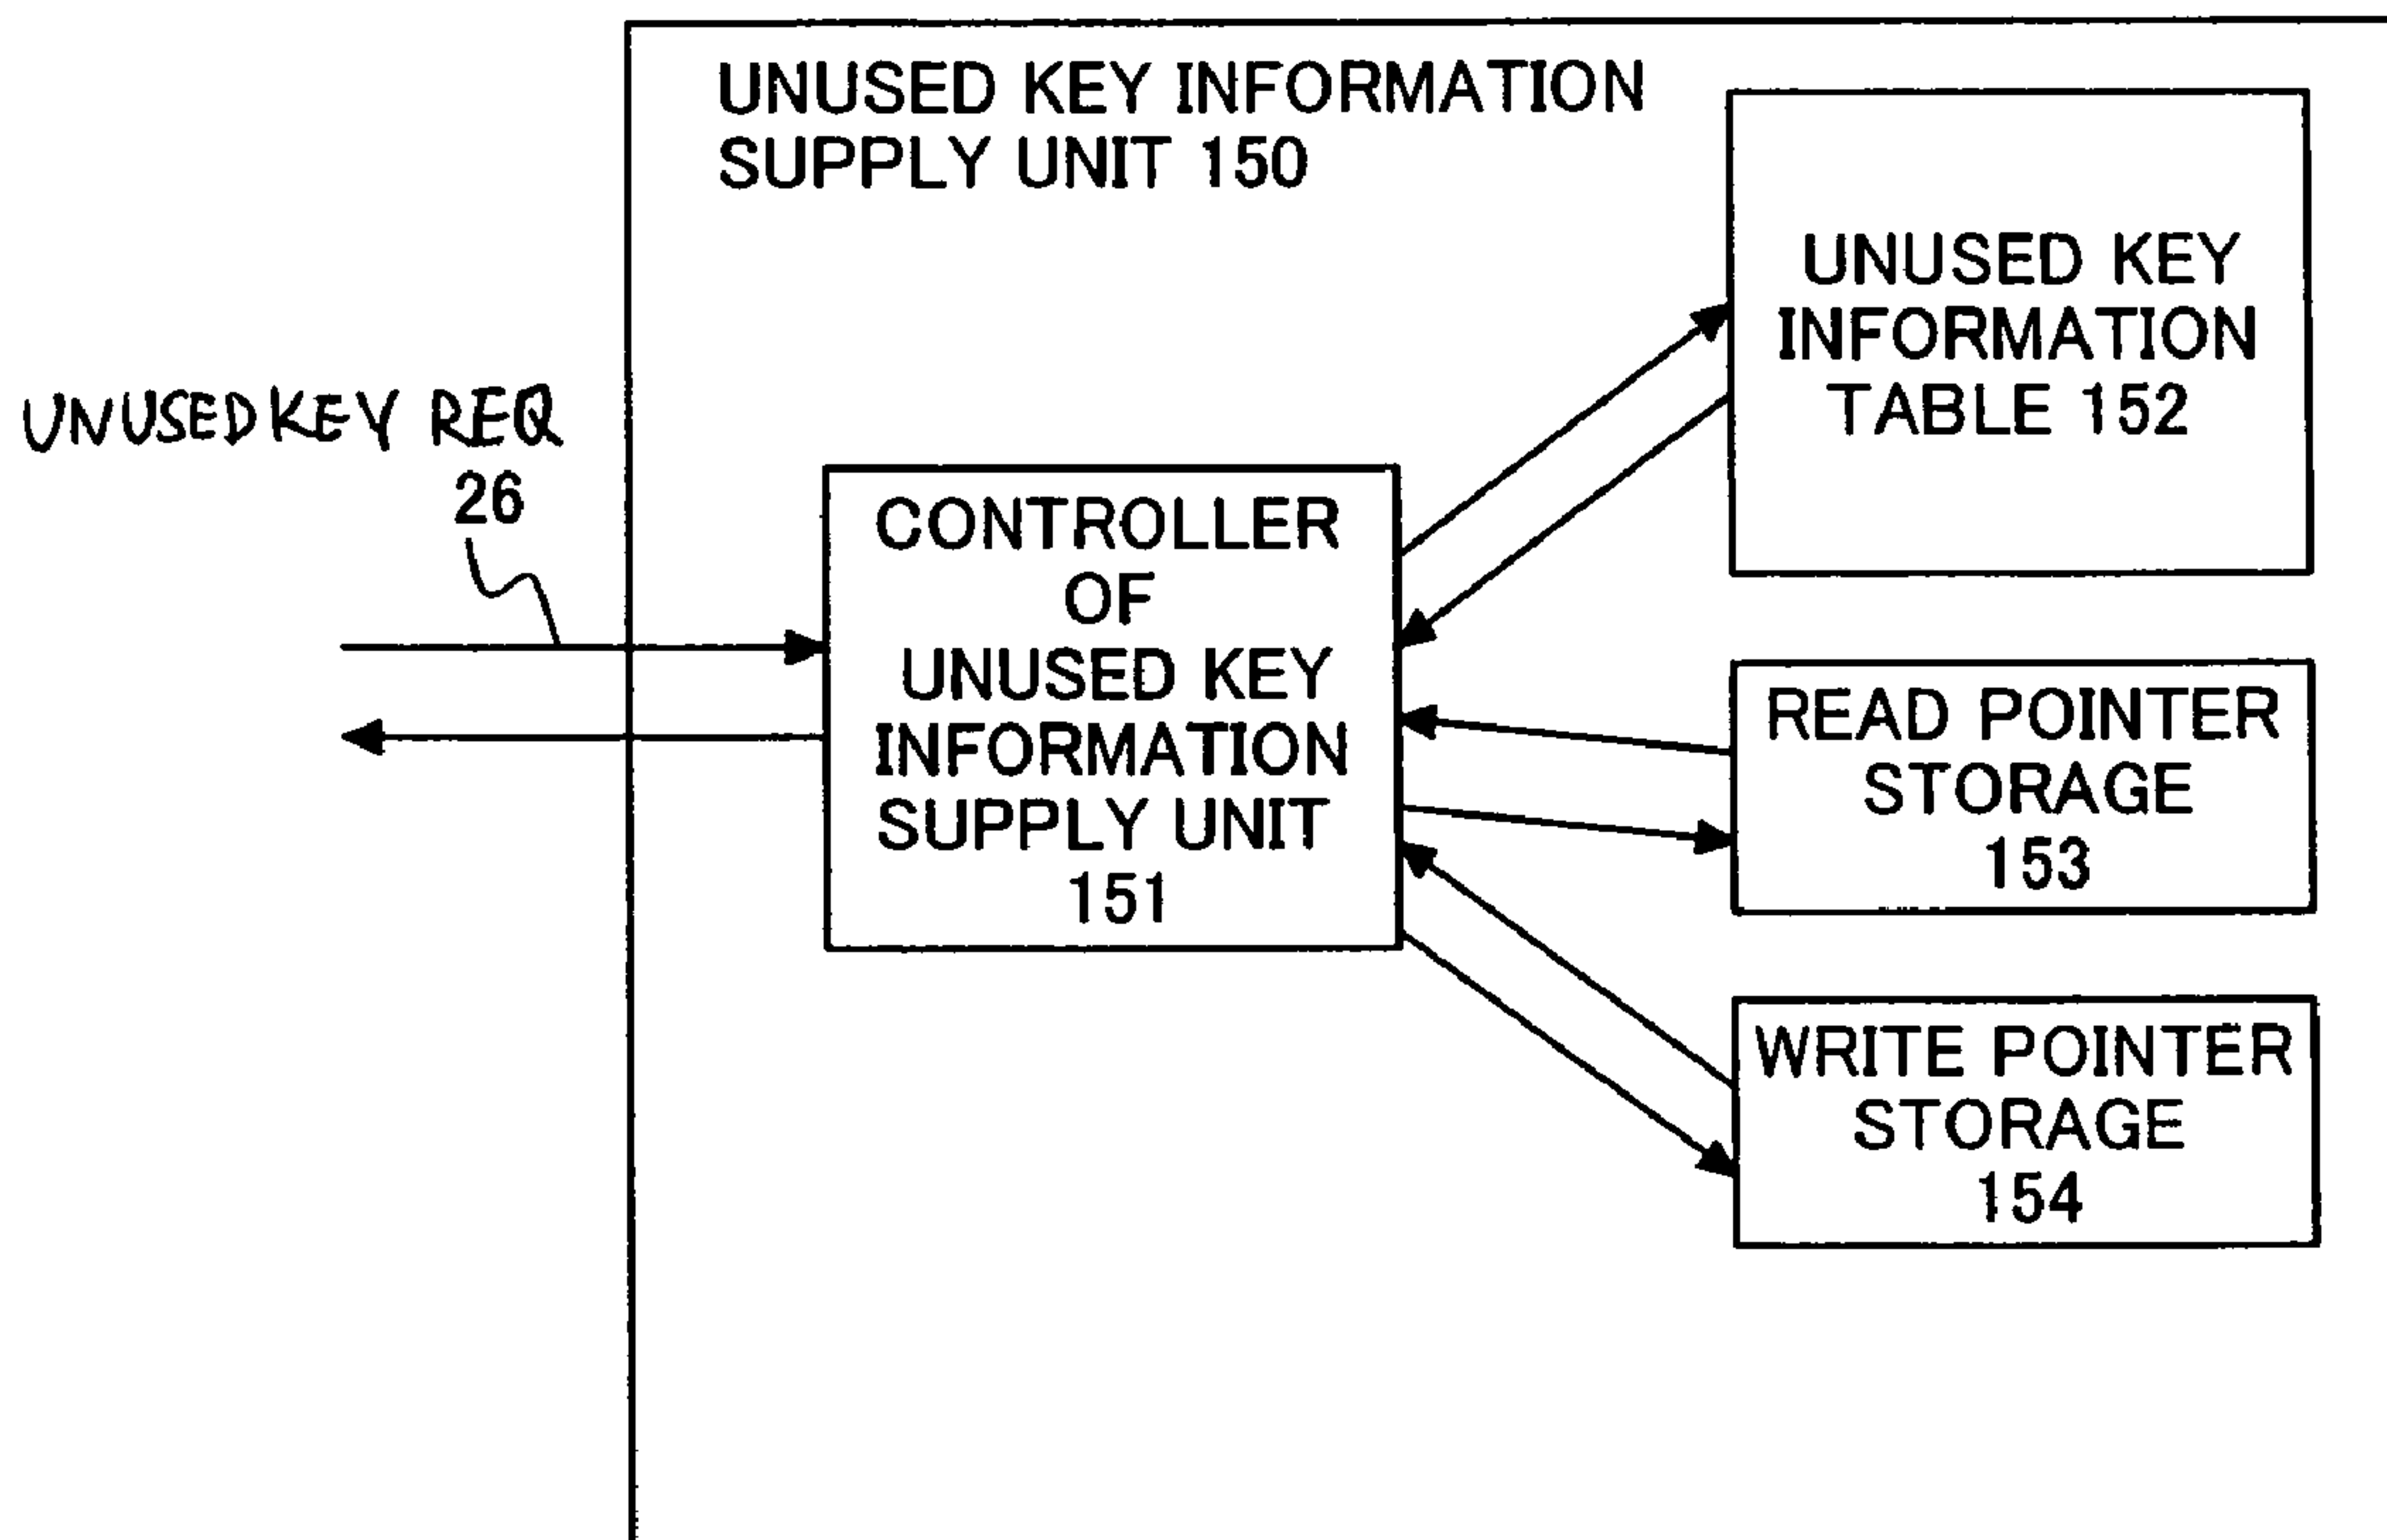 UNUSED KEY INFORMATION
SUPPLY UNIT 150
UNUSED KEY
INFORMATION
TABLE 152
UNUSEDKEY REQ
26
CONTROLLER
OF
UNUSED KEY
INFORMATION
SUPPLY UNIT
151
READ POINTER
STORAGE
153
WRITE POINTER
STORAGE
154